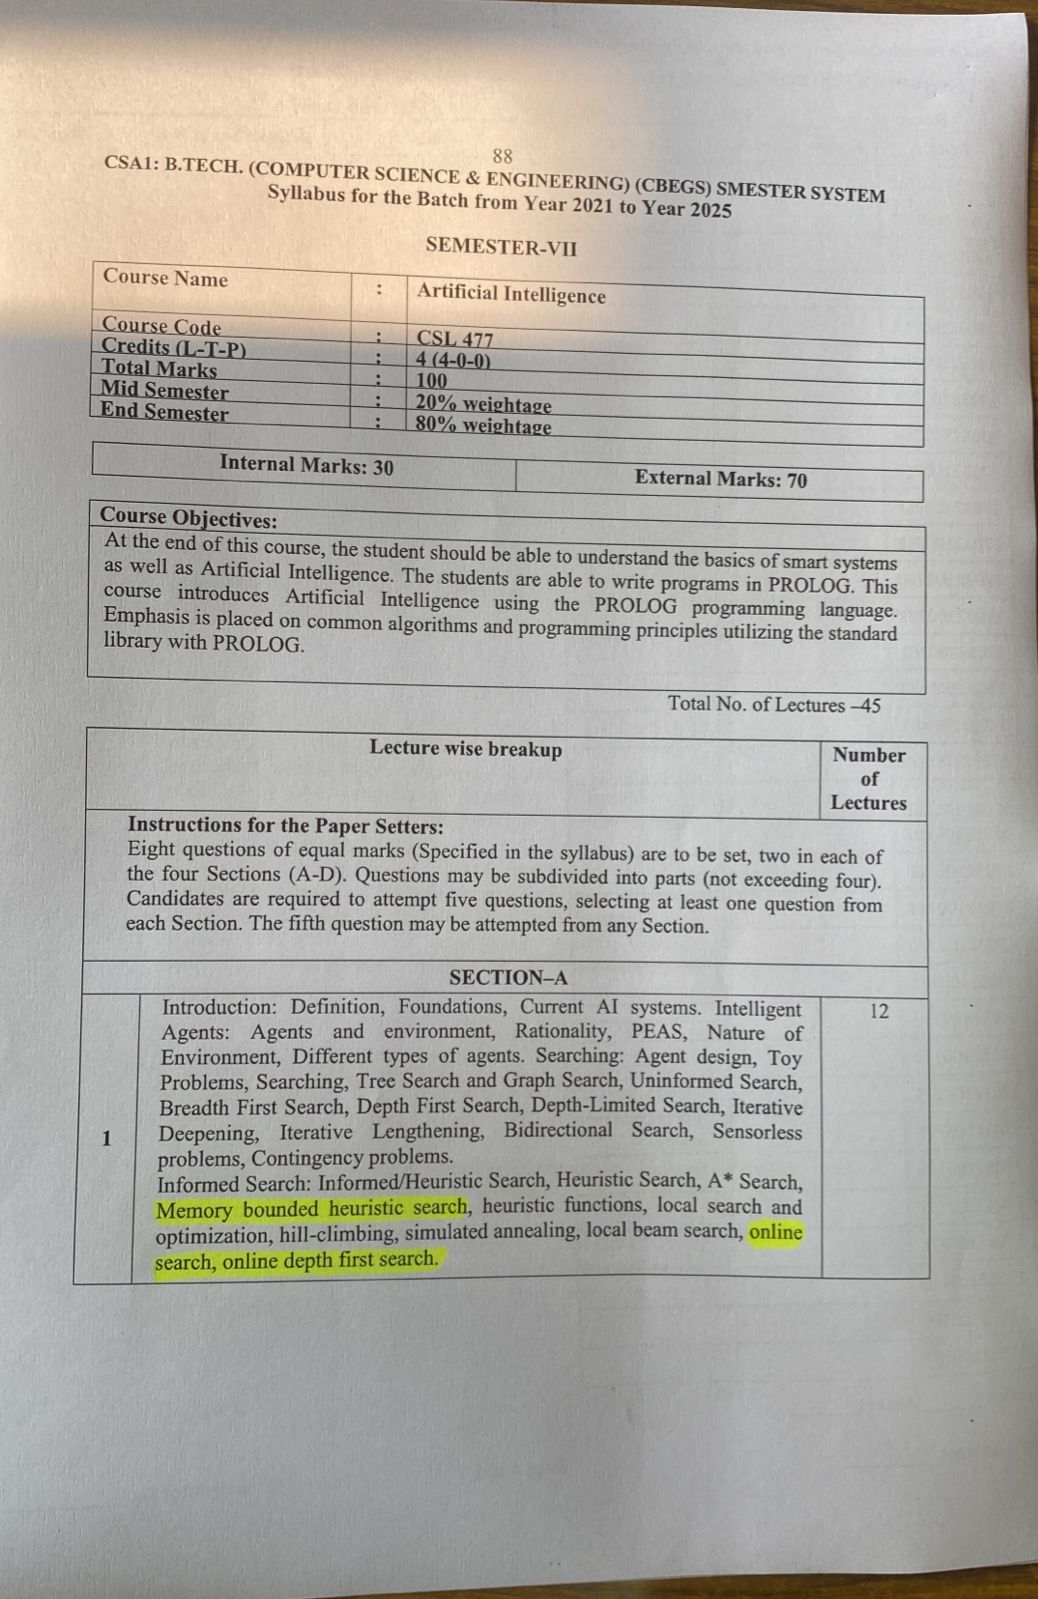 88
CSA1: B.TECH. (COMPUTER SCIENCE & ENGINEERING) (CBEGS) SMESTER SYSTEM
Syllabus for the Batch from Year 2021 to Year 2025
SEMESTER-VII
Course Name : Artificial Intelligence
Course Code : CSL 477
Credits (L-T-P) : 4 (4-0-0)
Total Marks : 100
Mid Semester : 20% weightage
End Semester : 80% weightage
Internal Marks: 30 External Marks: 70
Course Objectives:
At the end of this course, the student should be able to understand the basics of smart systems
as well as Artificial Intelligence. The students are able to write programs in PROLOG. This
course introduces Artificial Intelligence using the PROLOG programming language.
Emphasis is placed on common algorithms and programming principles utilizing the standard
library with PROLOG.
Total No. of Lectures –45
Lecture wise breakup
Number
of
Lectures
Instructions for the Paper Setters:
Eight questions of equal marks (Specified in the syllabus) are to be set, two in each of
the four Sections (A-D). Questions may be subdivided into parts (not exceeding four).
Candidates are required to attempt five questions, selecting at least one question from
each Section. The fifth question may be attempted from any Section.
SECTION–A
1
Introduction: Definition, Foundations, Current AI systems. Intelligent
Agents: Agents and environment, Rationality, PEAS, Nature of
Environment, Different types of agents. Searching: Agent design, Toy
Problems, Searching, Tree Search and Graph Search, Uninformed Search,
Breadth First Search, Depth First Search, Depth-Limited Search, Iterative
Deepening, Iterative Lengthening, Bidirectional Search, Sensorless
problems, Contingency problems.
Informed Search: Informed/Heuristic Search, Heuristic Search, A* Search,
Memory bounded heuristic search, heuristic functions, local search and
optimization, hill-climbing, simulated annealing, local beam search, online
search, online depth first search.
12